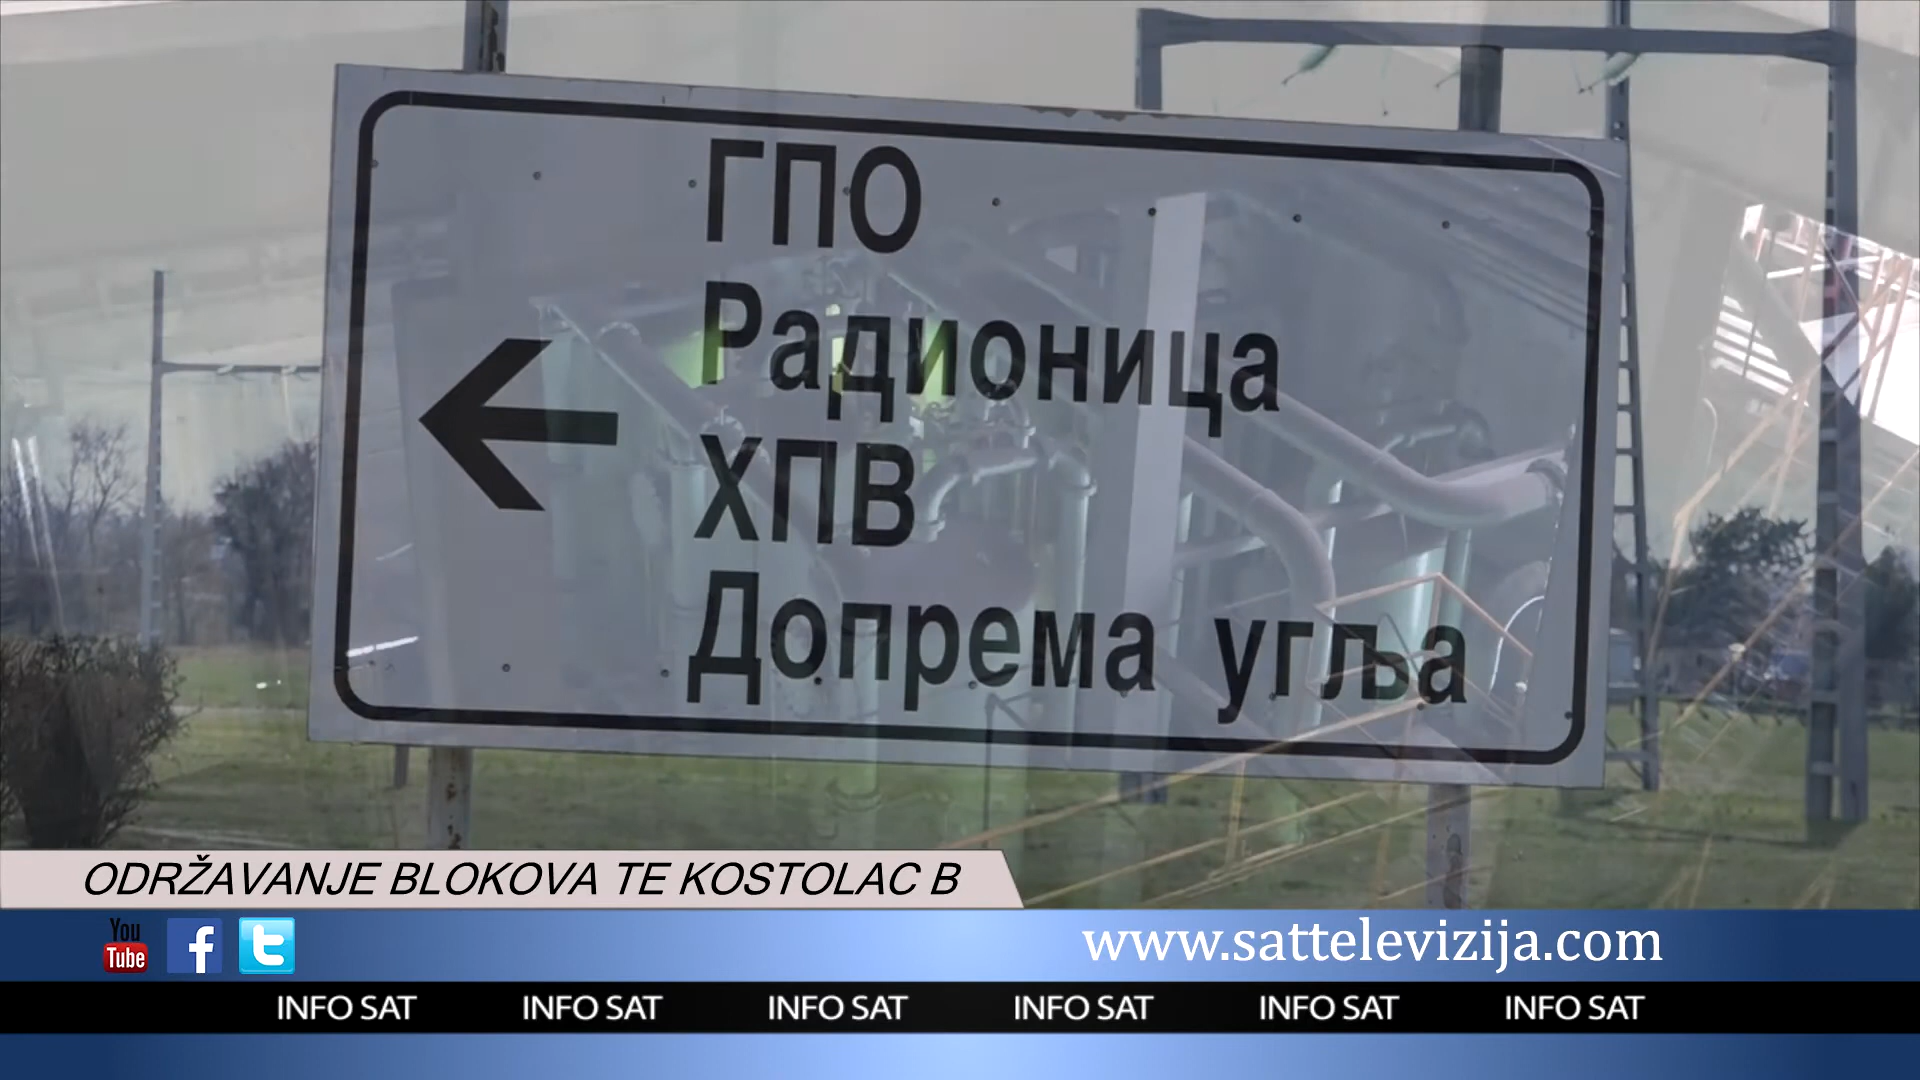 ГПО
Радионица
ХПВ
Допрема угља
ODRŽAVANJE BLOKOVA TE KOSTOLAC B
You
Tube
www.sattelevizija.com
INFO SAT INFO SAT INFO SAT INFO SAT INFO SAT INFO SAT